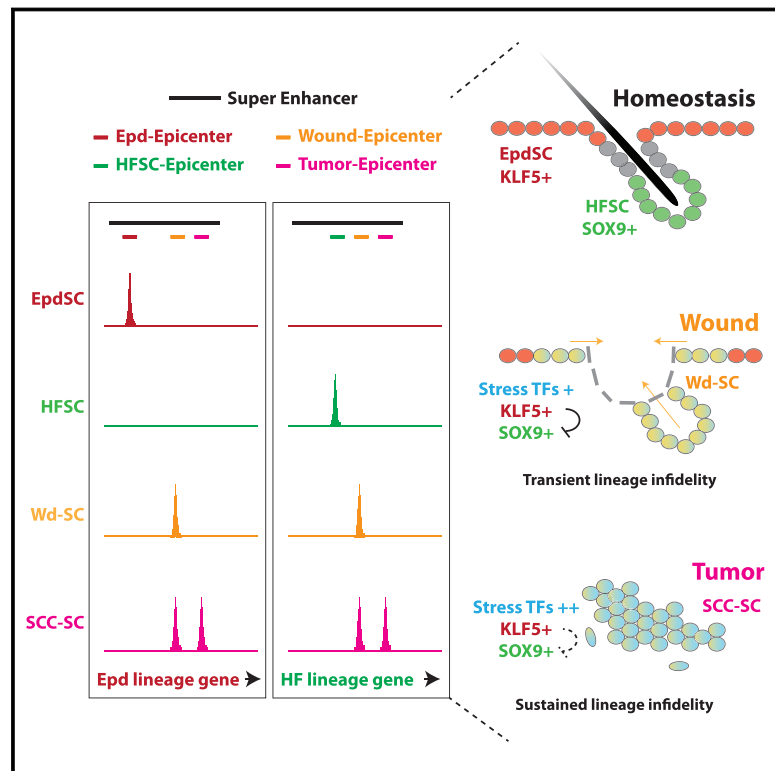 Super Enhancer
Epd-Epicenter
Wound-Epicenter
HFSC-Epicenter
Tumor-Epicenter
EpdSC
HFSC
Wd-SC
SCC-SC
Epd lineage gene
HF lineage gene
Homeostasis
EpdSC
KLF5+
HFSC
SOX9+
Wound
Wd-SC
Stress TFs +
KLF5+
SOX9+
Transient lineage infidelity
Tumor
SCC-SC
Stress TFs ++
KLF5+
SOX9+
Sustained lineage infidelity